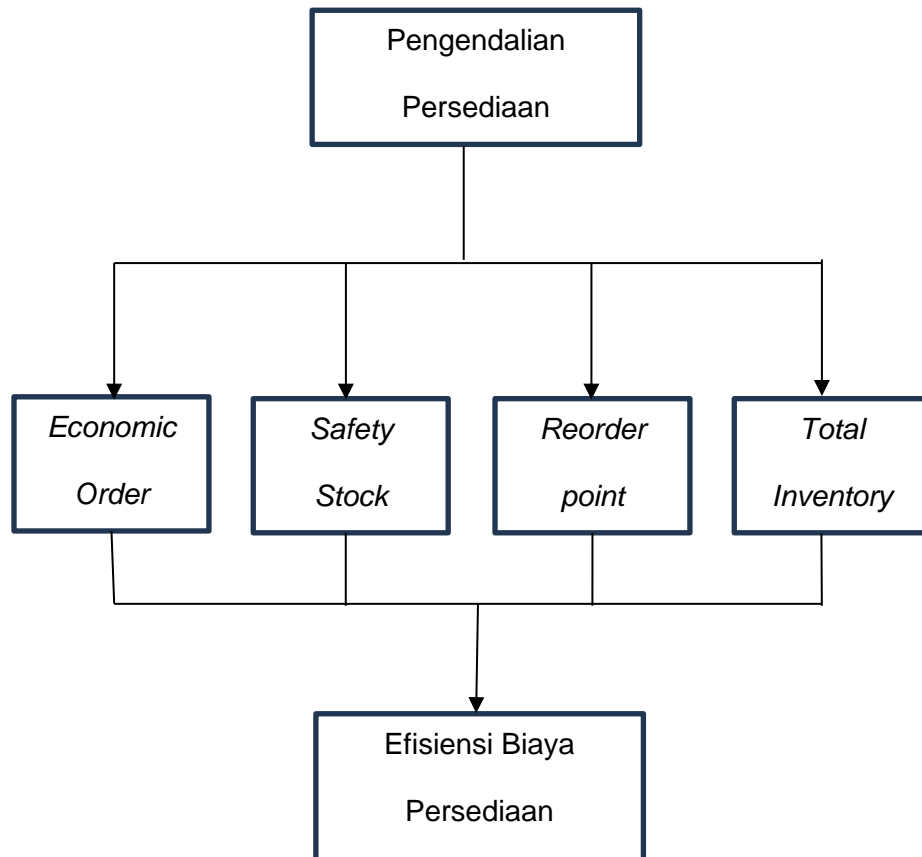 Pengendalian
Persediaan
Economic
Order
Safety
Stock
Reorder
point
Total
Inventory
Efisiensi Biaya
Persediaan